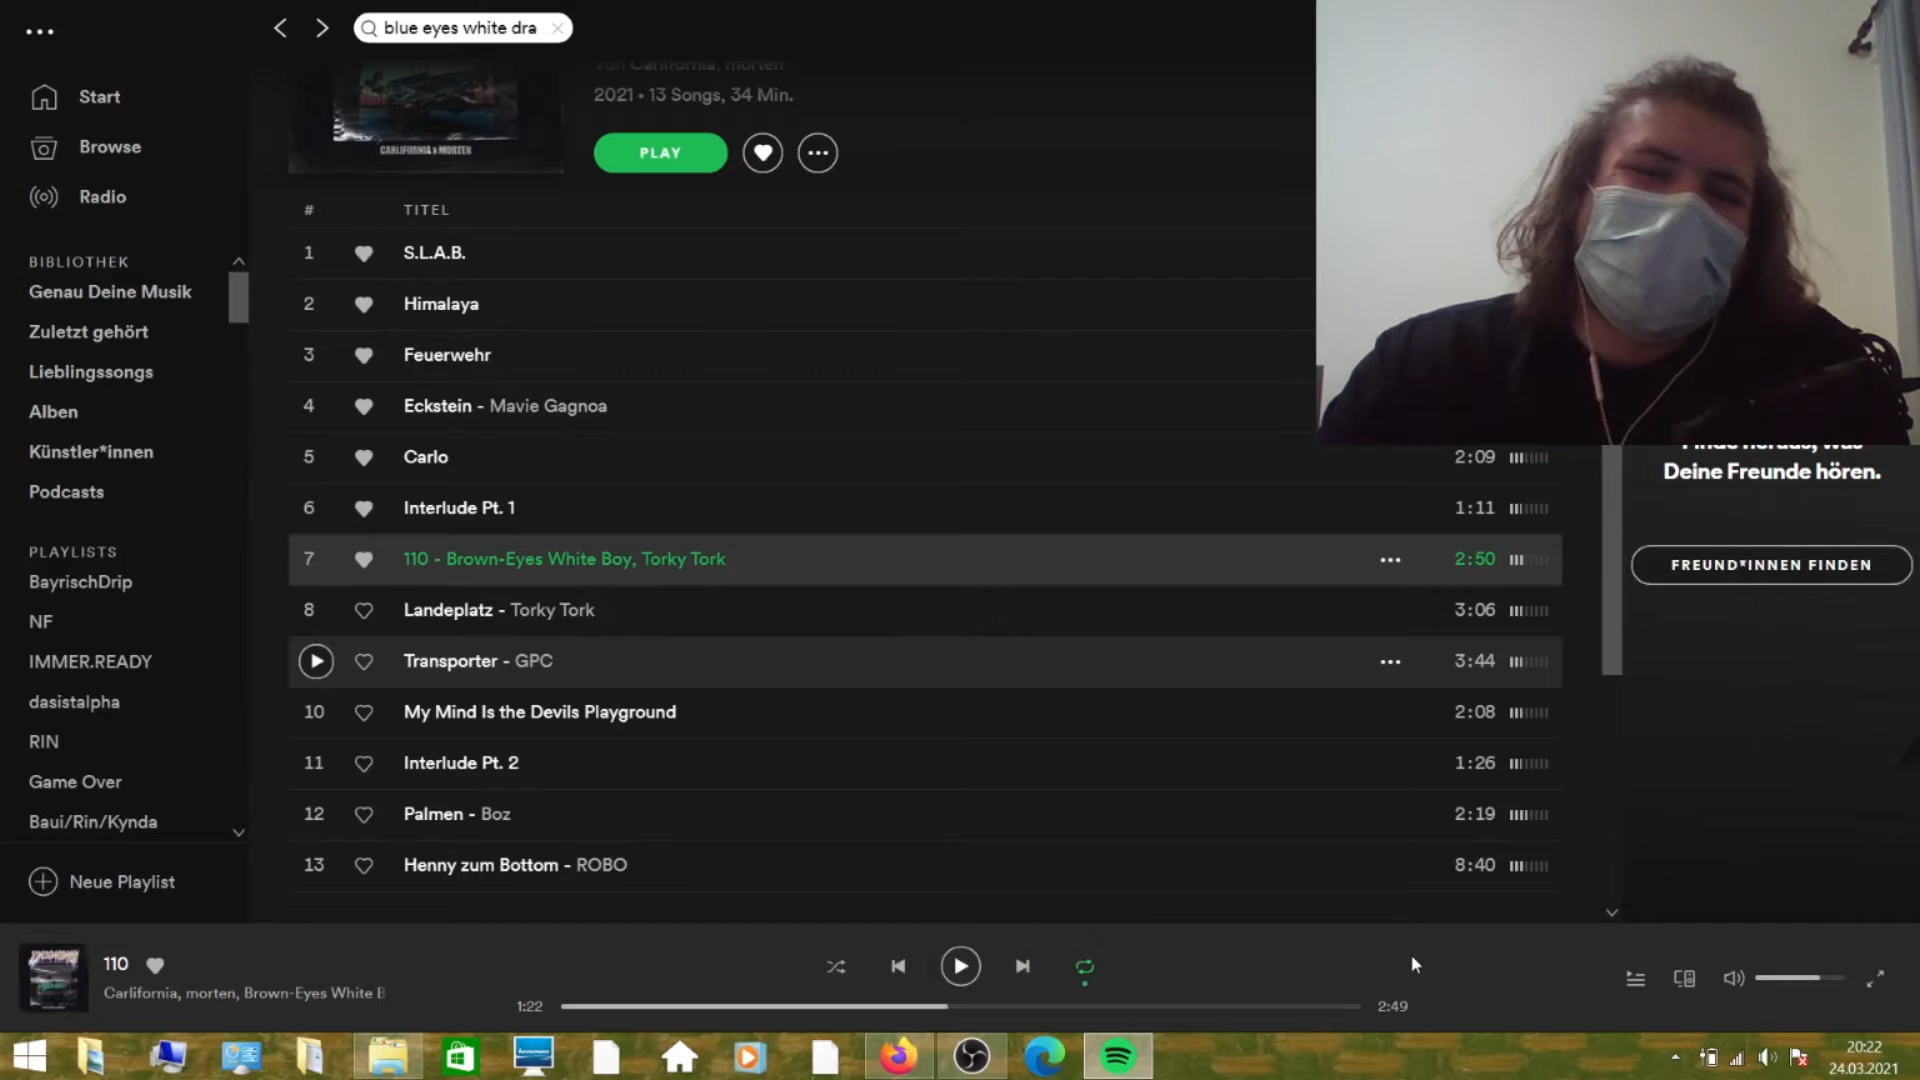 blue eyes white dra
Start
Browse
Radio
BIBLIOTHEK
Genau Deine Musik
Zuletzt gehört
Lieblingssongs
Alben
Künstler*innen
Podcasts
PLAYLISTS
BayrischDrip
NF
IMMER.READY
dasistalpha
RIN
Game Over
Baui/Rin/Kynda
Neue Playlist
von Carlifornia, morten
2021 • 13 Songs, 34 Min.
CARLIFORNIA x MORTEN
PLAY
# TITEL
1 S.L.A.B.
2 Himalaya
3 Feuerwehr
4 Eckstein - Mavie Gagnoa
5 Carlo 2:09
6 Interlude Pt. 1 1:11
7 110 - Brown-Eyes White Boy, Torky Tork 2:50
8 Landeplatz - Torky Tork 3:06
Transporter - GPC 3:44
10 My Mind Is the Devils Playground 2:08
11 Interlude Pt. 2 1:26
12 Palmen - Boz 2:19
13 Henny zum Bottom - ROBO 8:40
Finde heraus, was
Deine Freunde hören.
FREUND*INNEN FINDEN
110
Carlifornia, morten, Brown-Eyes White B
1:22
2:49
20:22
24.03.2021